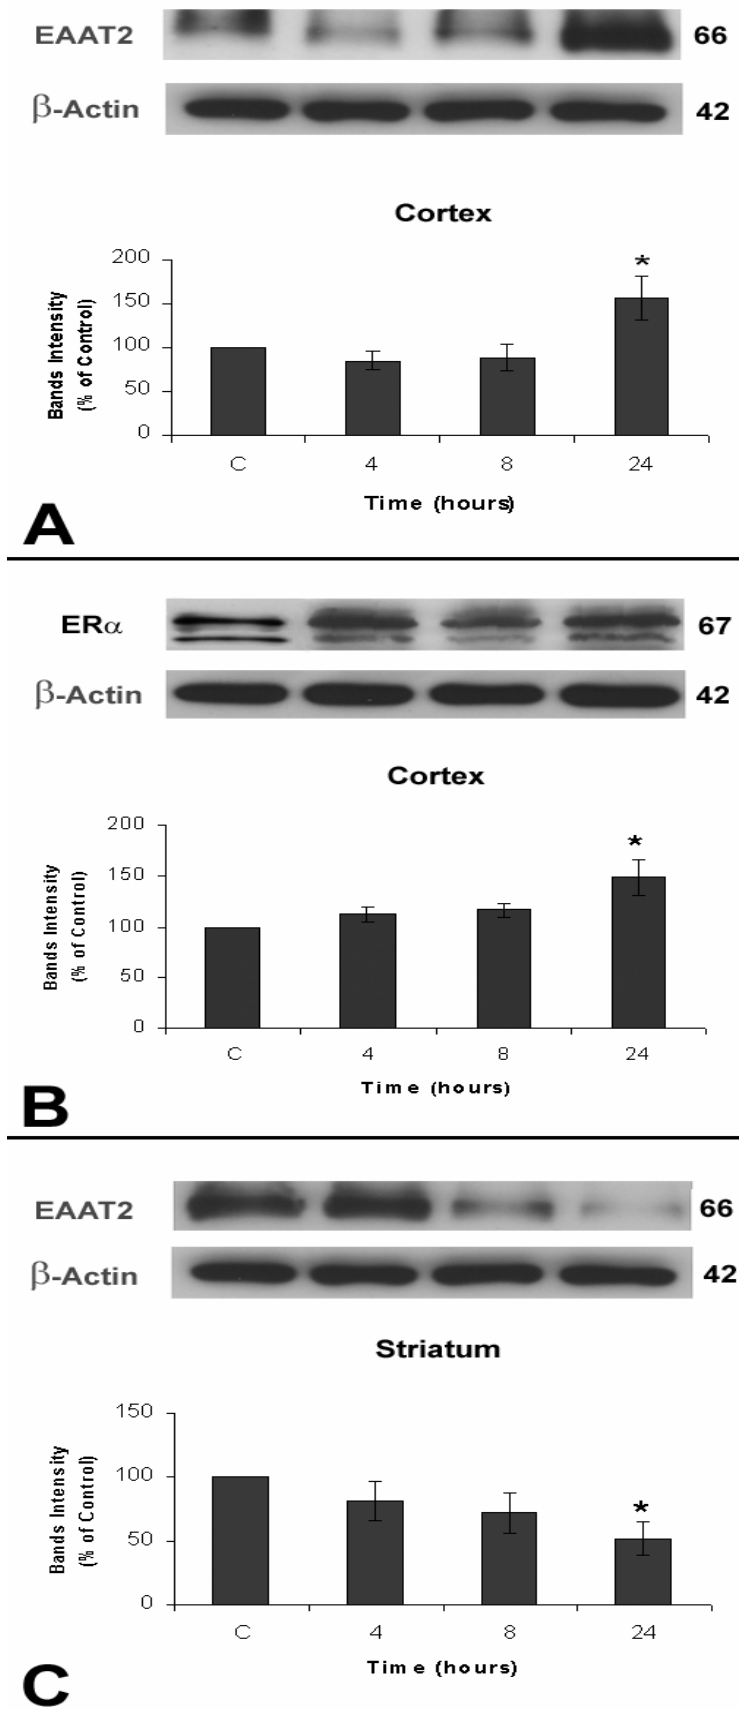 EAAT2 66
β-Actin 42
Cortex
Bands Intensity
(% of Control)
200
150
100
50
0
*
C 4 8 24
Time (hours)
A
ERα 67
β-Actin 42
Cortex
Bands Intensity
(% of Control)
200
150
100
50
0
*
C 4 8 24
Time (hours)
B
EAAT2 66
β-Actin 42
Striatum
Bands Intensity
(% of Control)
150
100
50
0
*
C 4 8 24
Time (hours)
C